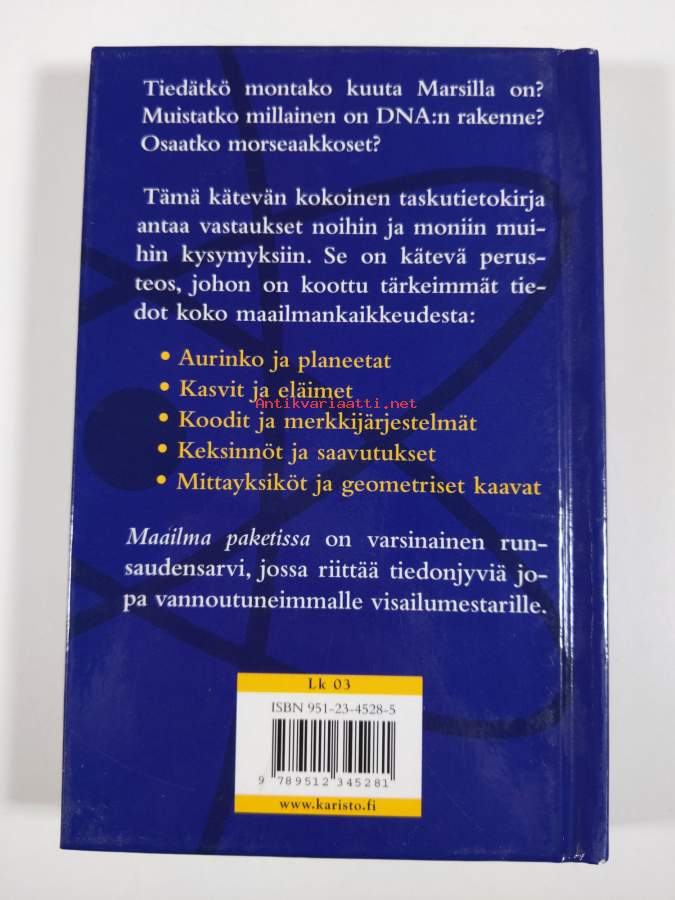 Tiedätkö montako kuuta Marsilla on?
Muistatko millainen on DNA:n rakenne?
Osaatko morseaakkoset?
Tämä kätevän kokoinen taskutietokirja
antaa vastaukset noihin ja moniin mui-
hin kysymyksiin. Se on kätevä perus-
teos, johon on koottu tärkeimmät tie-
dot koko maailmankaikkeudesta:
• Aurinko ja planeetat
• Kasvit ja eläimet
Antikvariaatti.net
• Koodit ja merkkijärjestelmät
• Keksinnöt ja saavutukset
• Mittayksiköt ja geometriset kaavat
Maailma paketissa on varsinainen run-
saudensarvi, jossa riittää tiedonjyviä jo-
pa vannoutuneimmalle visailumestarille.
Lk 03
ISBN 951-23-4528-5
9 789512 345281
www.karisto.fi